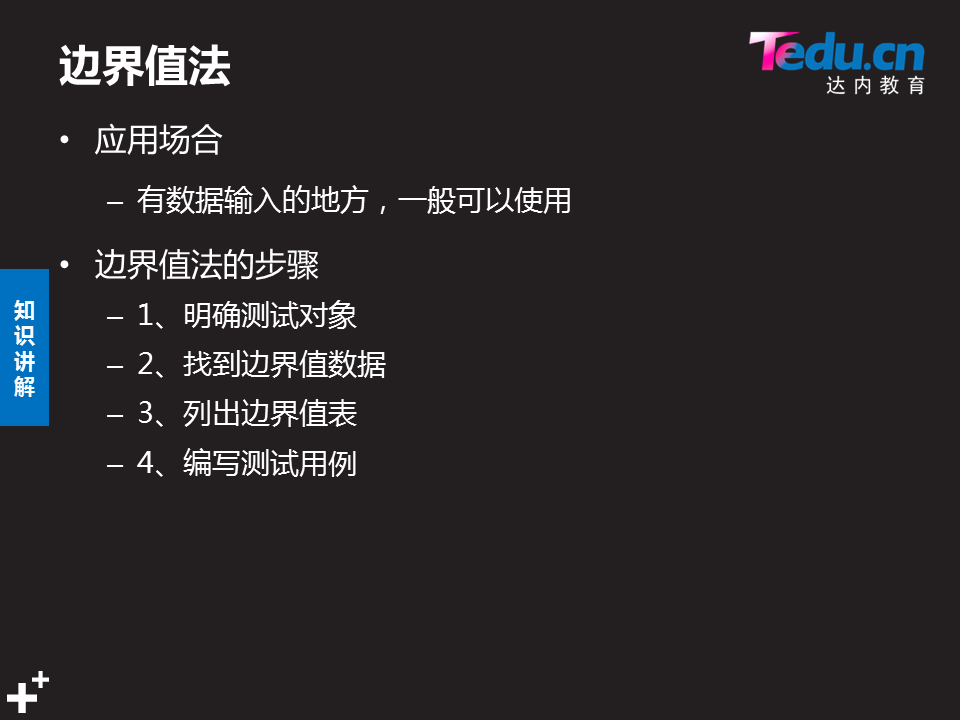 边界值法
Tedu.cn
达内教育
• 应用场合
– 有数据输入的地方，一般可以使用
• 边界值法的步骤
– 1、明确测试对象
– 2、找到边界值数据
– 3、列出边界值表
– 4、编写测试用例
知识讲解